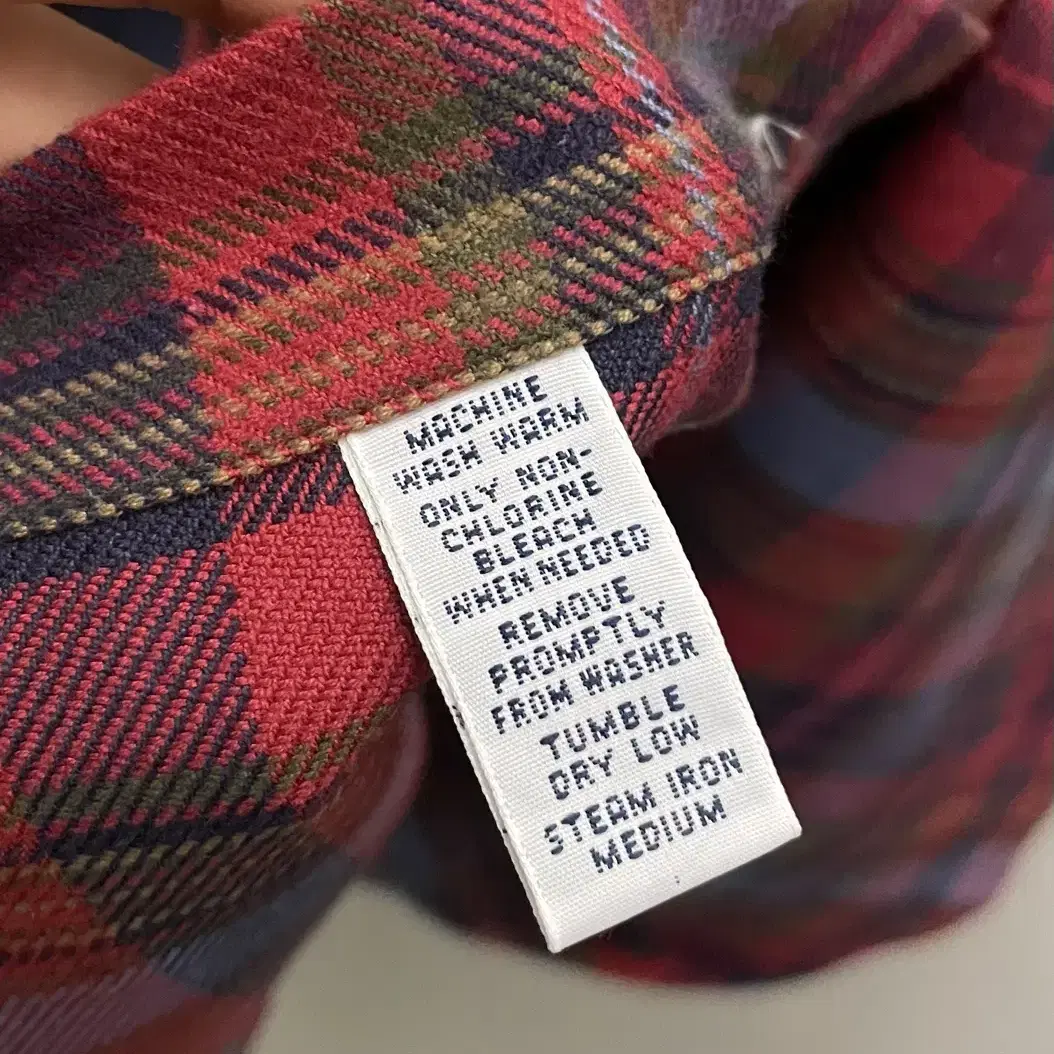 MACHINE
WASH WARM
ONLY NON-
CHLORINE
BLEACH
WHEN NEEDED
REMOVE
PROMPTLY
FROM WASHER
TUMBLE
DRY LOW
STEAM IRON
MEDIUM